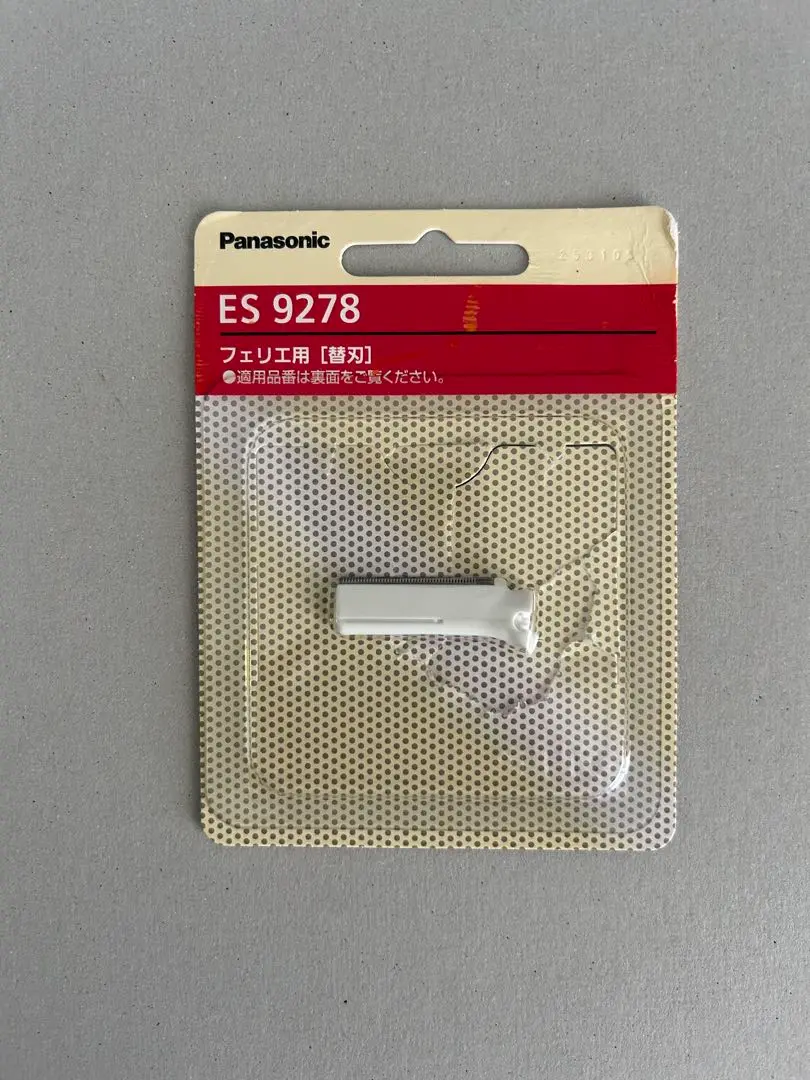 Panasonic
ES 9278
フェリエ用［替刃］
●適用品番は裏面をご覧ください。